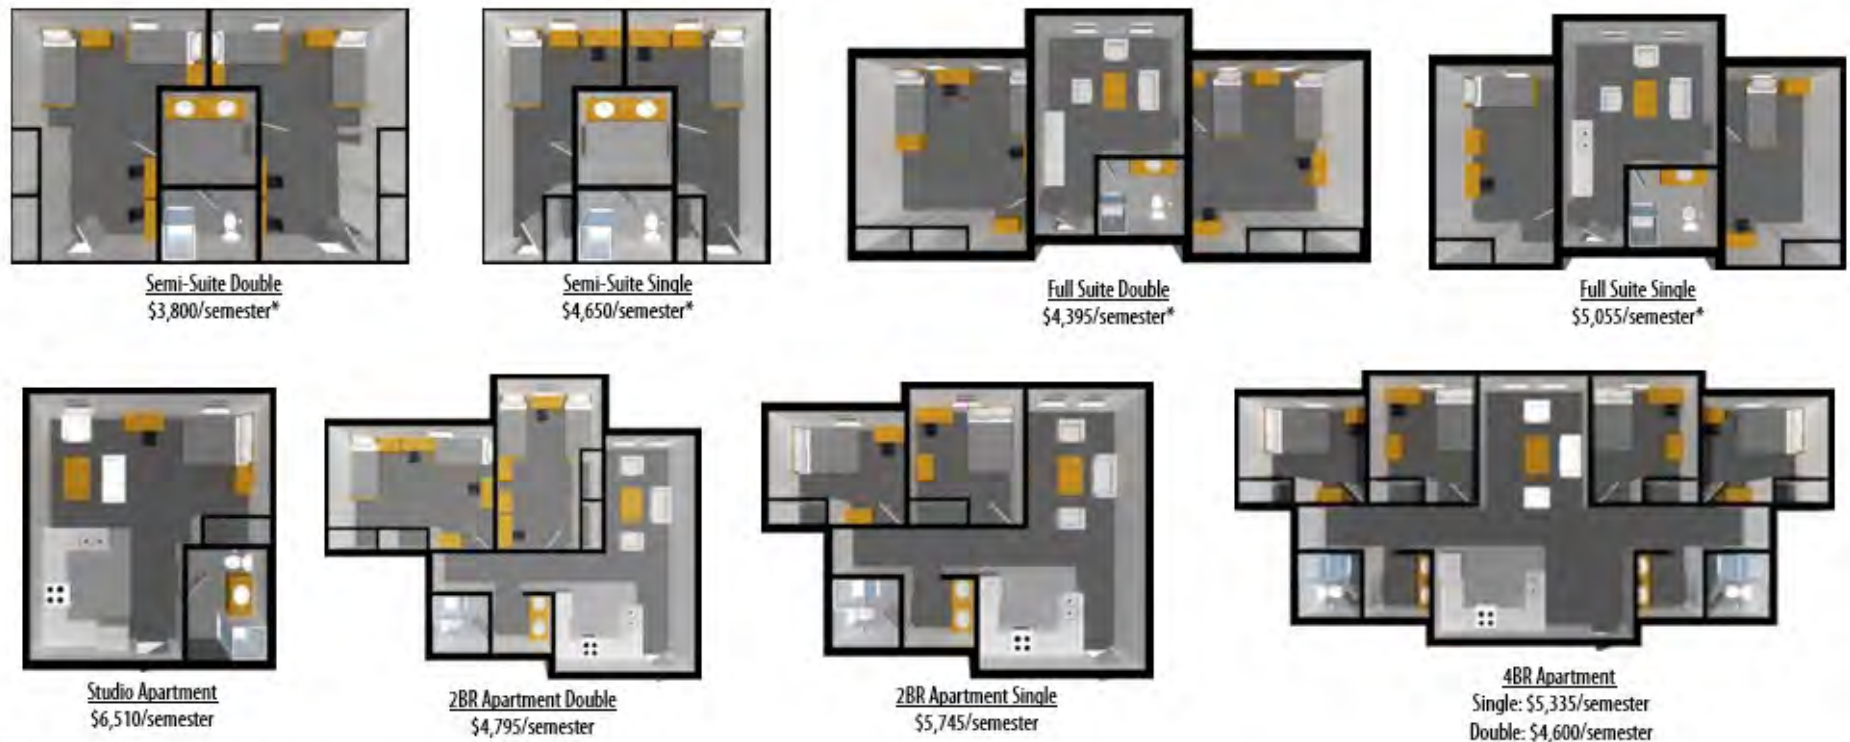 Semi-Suite Double
$3,800/semester*
Semi-Suite Single
$4,650/semester*
Full Suite Double
$4,395/semester*
Full Suite Single
$5,055/semester*
Studio Apartment
$6,510/semester
2BR Apartment Double
$4,795/semester
2BR Apartment Single
$5,745/semester
4BR Apartment
Single: $5,335/semester
Double: $4,600/semester